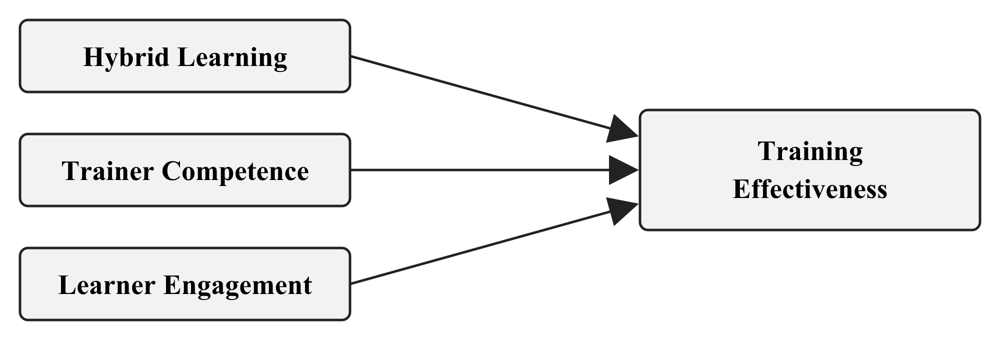 Hybrid Learning
Trainer Competence
Learner Engagement
Training
Effectiveness